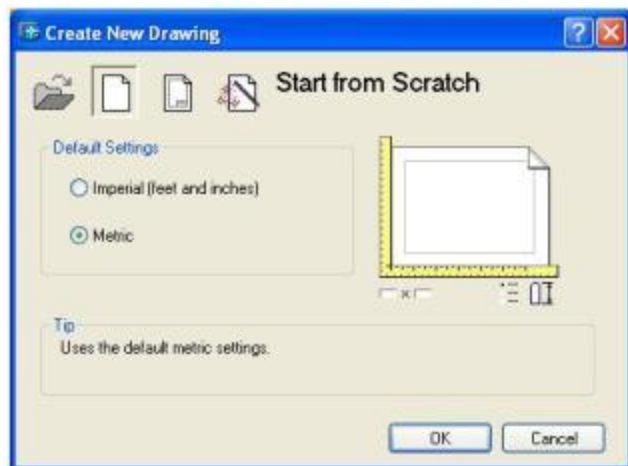 Create New Drawing
Start from Scratch
Default Settings
Imperial (feet and inches)
Metric
Tip
Uses the default metric settings.
OK
Cancel